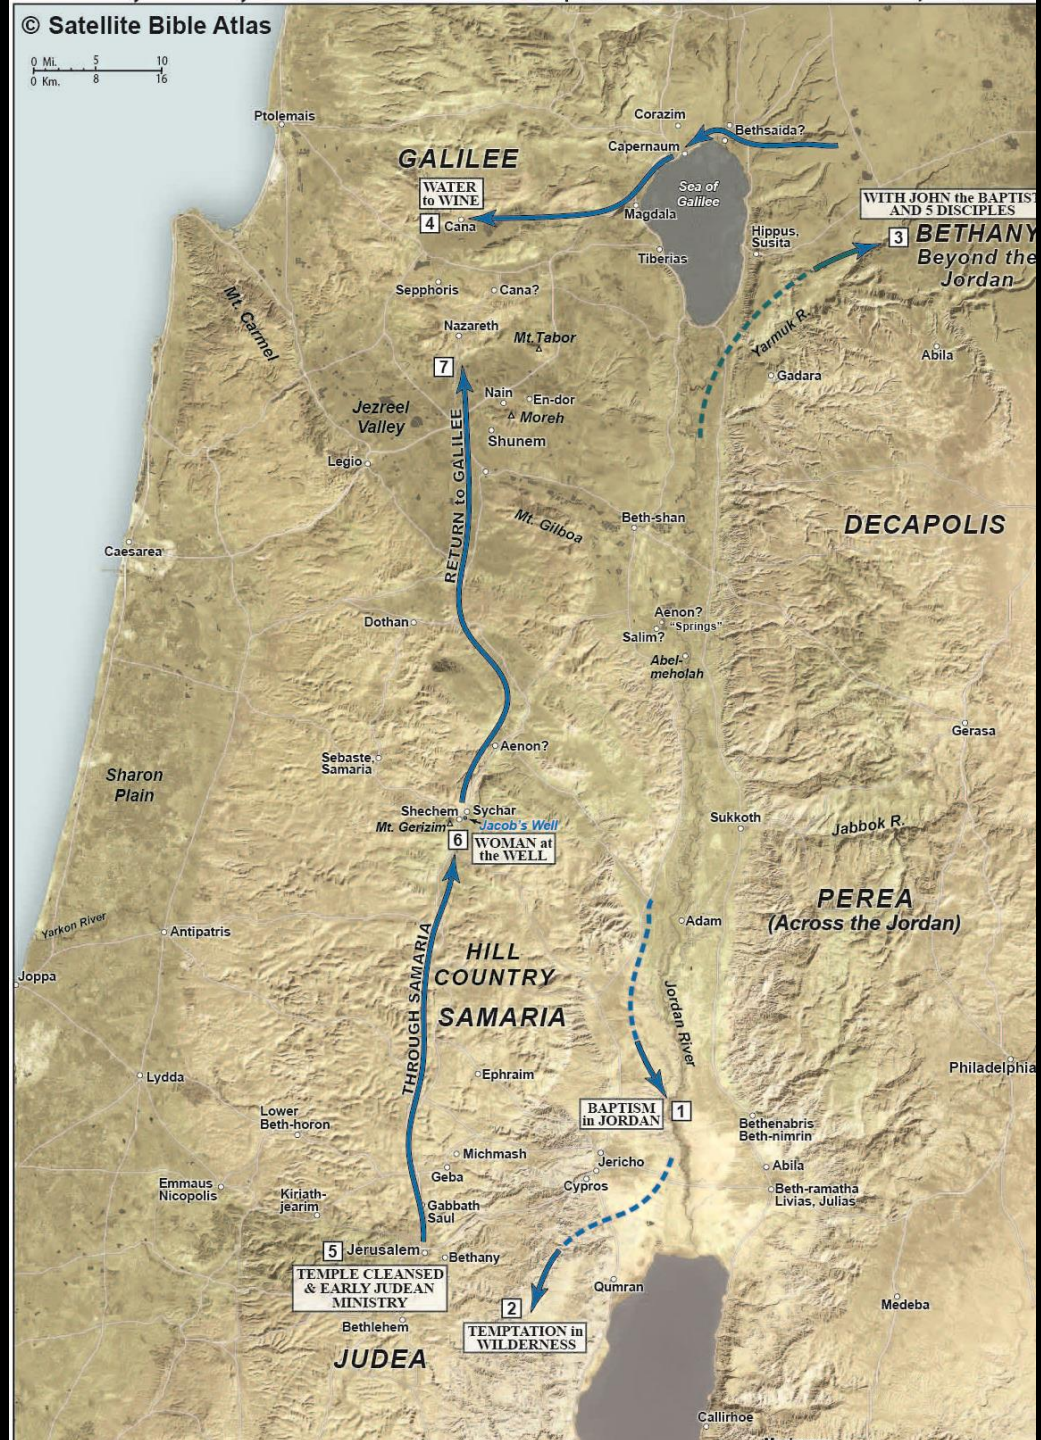 © Satellite Bible Atlas
0 Mi. 5 10
0 Km. 8 16
Ptolemais
Corazim
Bethsaida?
Capernaum
GALILEE
WATER
to WINE
4 Cana
Sea of
Galilee
Magdala
WITH JOHN the BAPTIST
AND 5 DISCIPLES
3 BETHANY
Beyond the
Jordan
Hippus,
Susita
Tiberias
Sepphoris
Cana?
Mt. Carmel
Nazareth
Mt. Tabor
Yarmuk R.
Abila
7
Gadara
Nain
En-dor
Moreh
Jezreel
Valley
Shunem
Legio
RETURN to GALILEE
Mt. Gilboa
Beth-shan
DECAPOLIS
Caesarea
Dothan
Aenon?
"Springs"
Salim?
Abel-
meholah
Gerasa
Aenon?
Sebaste,
Samaria
Sharon
Plain
Shechem
Sychar
Mt. Gerizim
Jacob's Well
6 WOMAN at
the WELL
Sukkoth
Jabbok R.
PEREA
(Across the Jordan)
Yarkon River
Antipatris
Adam
THROUGH SAMARIA
HILL
COUNTRY
SAMARIA
Joppa
Jordan River
Lydda
Ephraim
Philadelphia
Lower
Beth-horon
BAPTISM
in JORDAN
1
Bethenabris
Beth-nimrin
Michmash
Geba
Jericho
Cypros
Abila
Beth-ramatha
Livias, Julias
Emmaus
Nicopolis
Kiriath-
jearim
Gabbath
Saul
5 Jerusalem
Bethany
TEMPLE CLEANSED
& EARLY JUDEAN
MINISTRY
Qumran
2
TEMPTATION in
WILDERNESS
Medeba
Bethlehem
JUDEA
Callirhoe